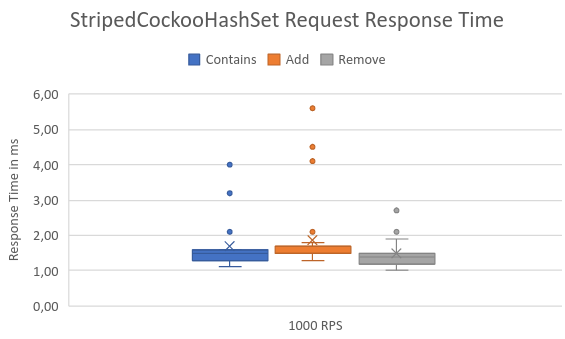 StripedCockooHashSet Request Response Time
Contains Add Remove
Response Time in ms
6,00
5,00
4,00
3,00
2,00
1,00
0,00
1000 RPS